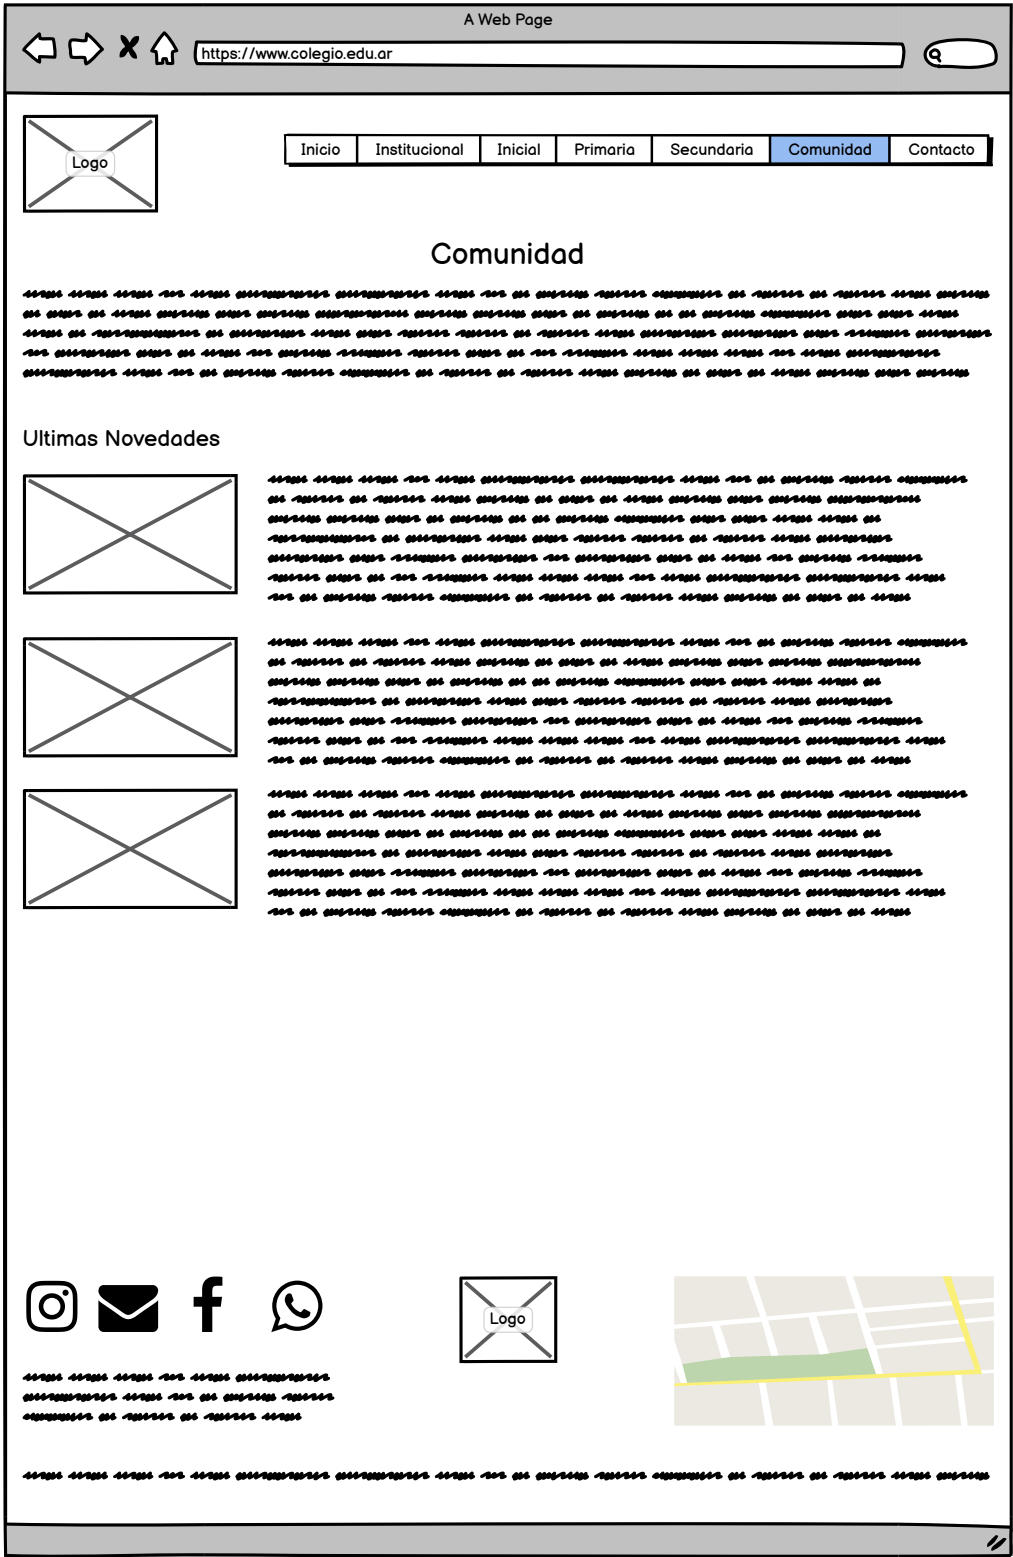 A Web Page
https://www.colegio.edu.ar
Logo
Inicio Institucional Inicial Primaria Secundaria Comunidad Contacto
Comunidad
Ultimas Novedades
Logo